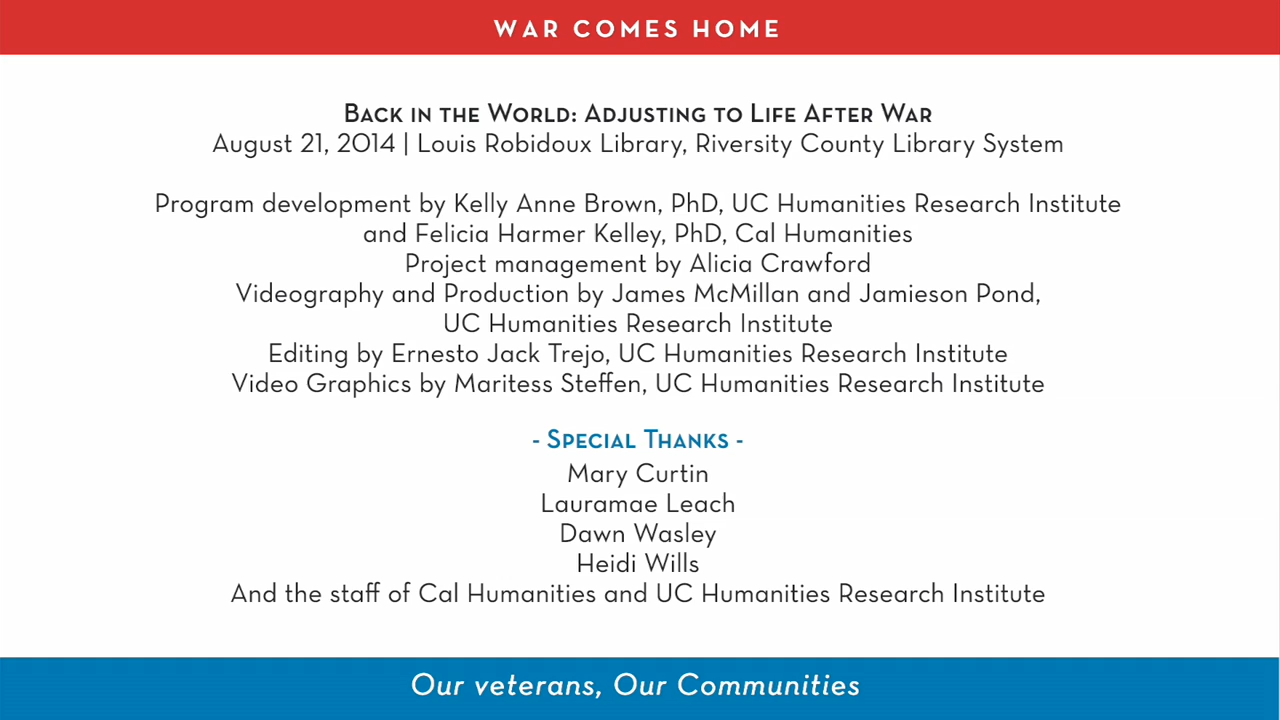 WAR COMES HOME
BACK IN THE WORLD: ADJUSTING TO LIFE AFTER WAR
August 21, 2014 | Louis Robidoux Library, Riversity County Library System
Program development by Kelly Anne Brown, PhD, UC Humanities Research Institute
and Felicia Harmer Kelley, PhD, Cal Humanities
Project management by Alicia Crawford
Videography and Production by James McMillan and Jamieson Pond,
UC Humanities Research Institute
Editing by Ernesto Jack Trejo, UC Humanities Research Institute
Video Graphics by Maritess Steffen, UC Humanities Research Institute
- SPECIAL THANKS -
Mary Curtin
Lauramae Leach
Dawn Wasley
Heidi Wills
And the staff of Cal Humanities and UC Humanities Research Institute
Our veterans, Our Communities